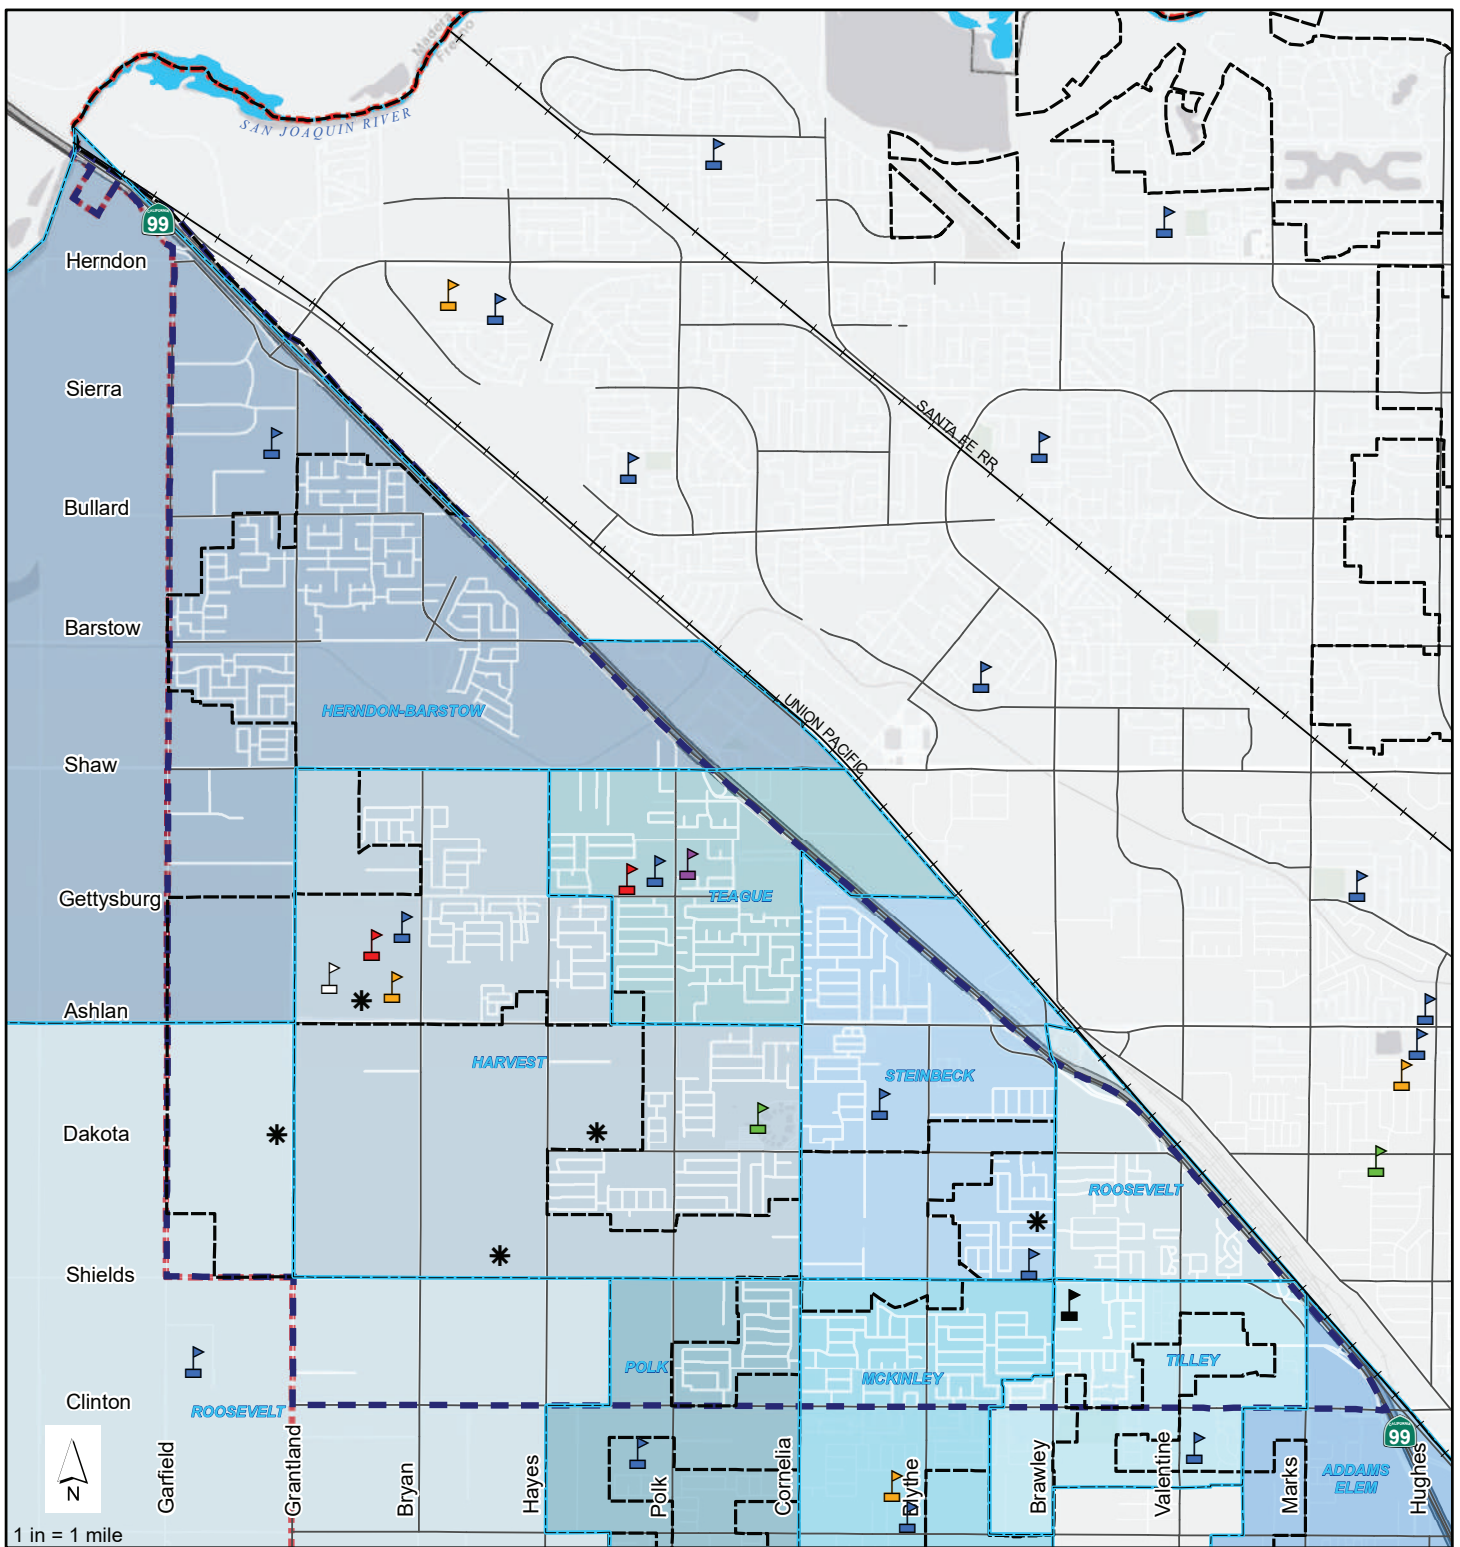 Madera
Fresno
SAN JOAQUIN RIVER
CALIFORNIA
99
Herndon
Sierra
SANTA FE RR
Bullard
Barstow
HERNDON-BARSTOW
UNION PACIFIC
Shaw
Gettysburg
TEAGUE
Ashlan
HARVEST
STEINBECK
Dakota
ROOSEVELT
Shields
POLK
MCKINLEY
TILLEY
Clinton
ROOSEVELT
CALIFORNIA
99
ADDAMS
ELEM
Garfield
Grantland
Bryan
Hayes
Polk
Cornelia
Blythe
Brawley
Valentine
Marks
Hughes
N
1 in = 1 mile